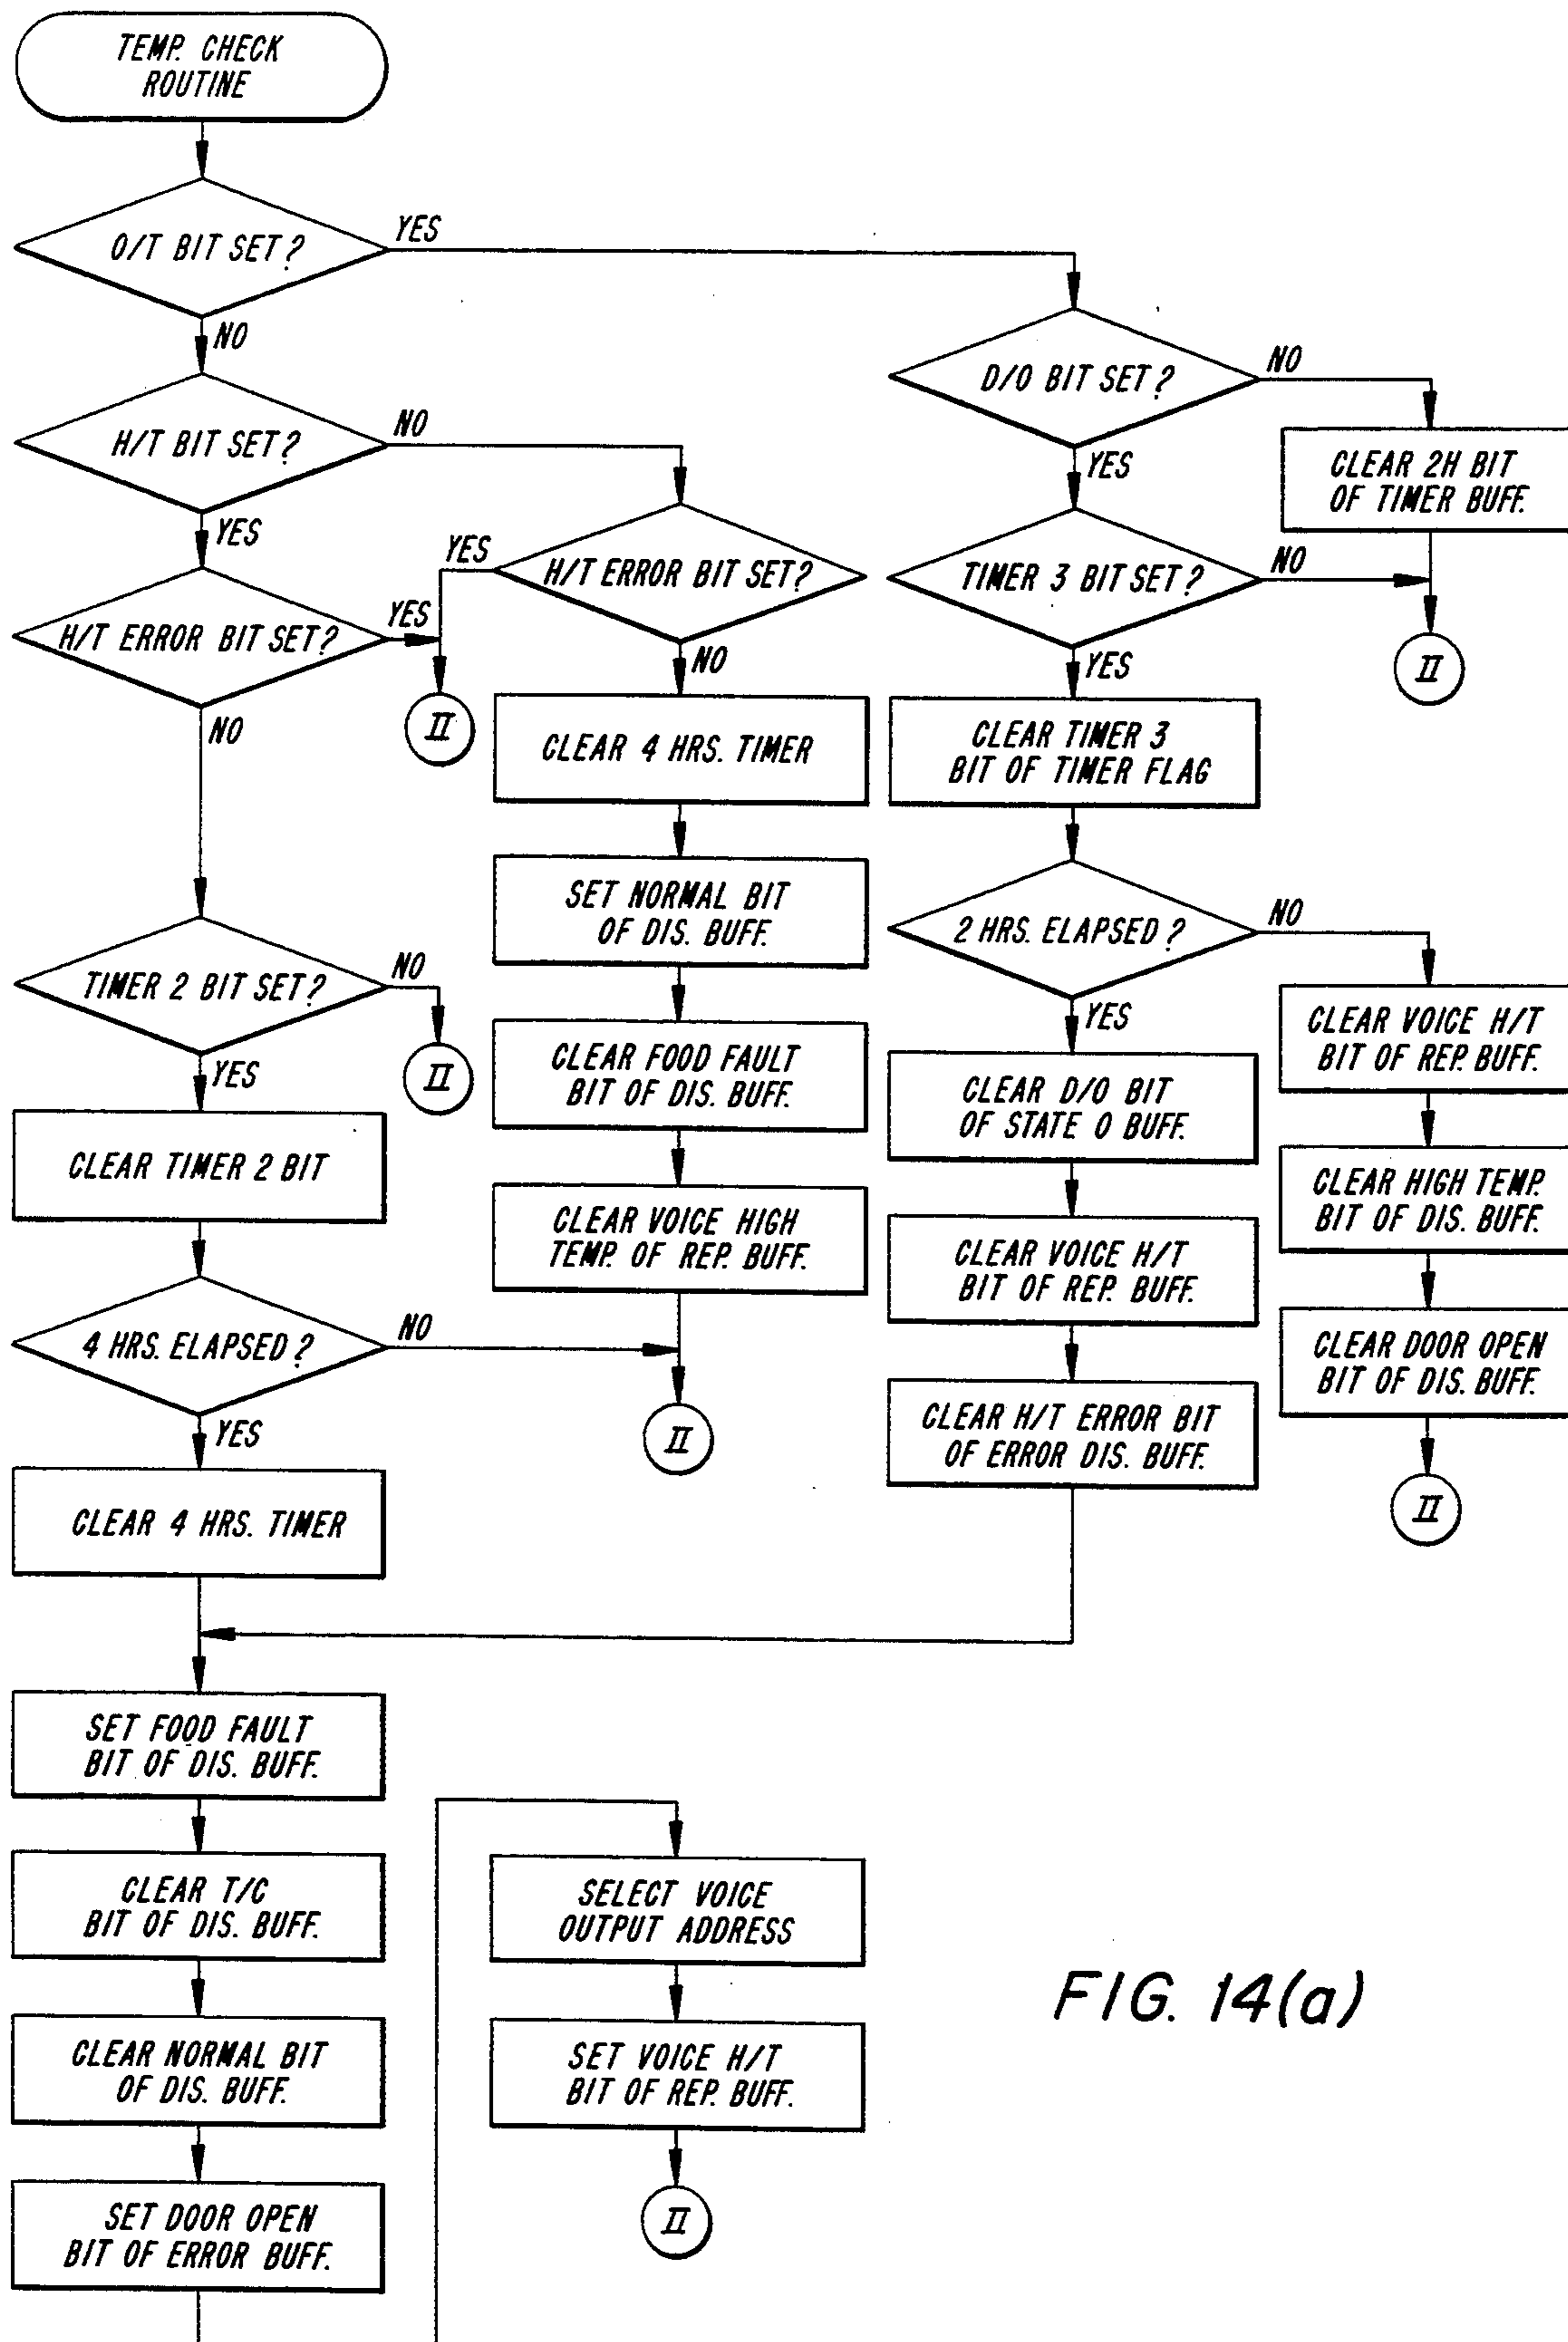 TEMP. CHECK
ROUTINE
O/T BIT SET?
YES
NO
D/O BIT SET?
NO
YES
CLEAR 2H BIT
OF TIMER BUFF.
H/T BIT SET?
NO
YES
H/T ERROR BIT SET?
YES
NO
TIMER 3 BIT SET?
NO
YES
II
H/T ERROR BIT SET?
YES
NO
II
CLEAR 4 HRS. TIMER
CLEAR TIMER 3
BIT OF TIMER FLAG
SET NORMAL BIT
OF DIS. BUFF.
2 HRS. ELAPSED?
NO
YES
TIMER 2 BIT SET?
NO
YES
II
CLEAR FOOD FAULT
BIT OF DIS. BUFF.
CLEAR D/O BIT
OF STATE O BUFF.
CLEAR VOICE H/T
BIT OF REP. BUFF.
CLEAR TIMER 2 BIT
CLEAR VOICE HIGH
TEMP. OF REP. BUFF.
CLEAR VOICE H/T
BIT OF REP. BUFF.
CLEAR HIGH TEMP.
BIT OF DIS. BUFF.
4 HRS. ELAPSED?
NO
YES
II
CLEAR H/T ERROR BIT
OF ERROR DIS. BUFF.
CLEAR DOOR OPEN
BIT OF DIS. BUFF.
II
CLEAR 4 HRS. TIMER
SET FOOD FAULT
BIT OF DIS. BUFF.
CLEAR T/C
BIT OF DIS. BUFF.
CLEAR NORMAL BIT
OF DIS. BUFF.
SET DOOR OPEN
BIT OF ERROR BUFF.
SELECT VOICE
OUTPUT ADDRESS
SET VOICE H/T
BIT OF REP. BUFF.
II
FIG. 14(a)